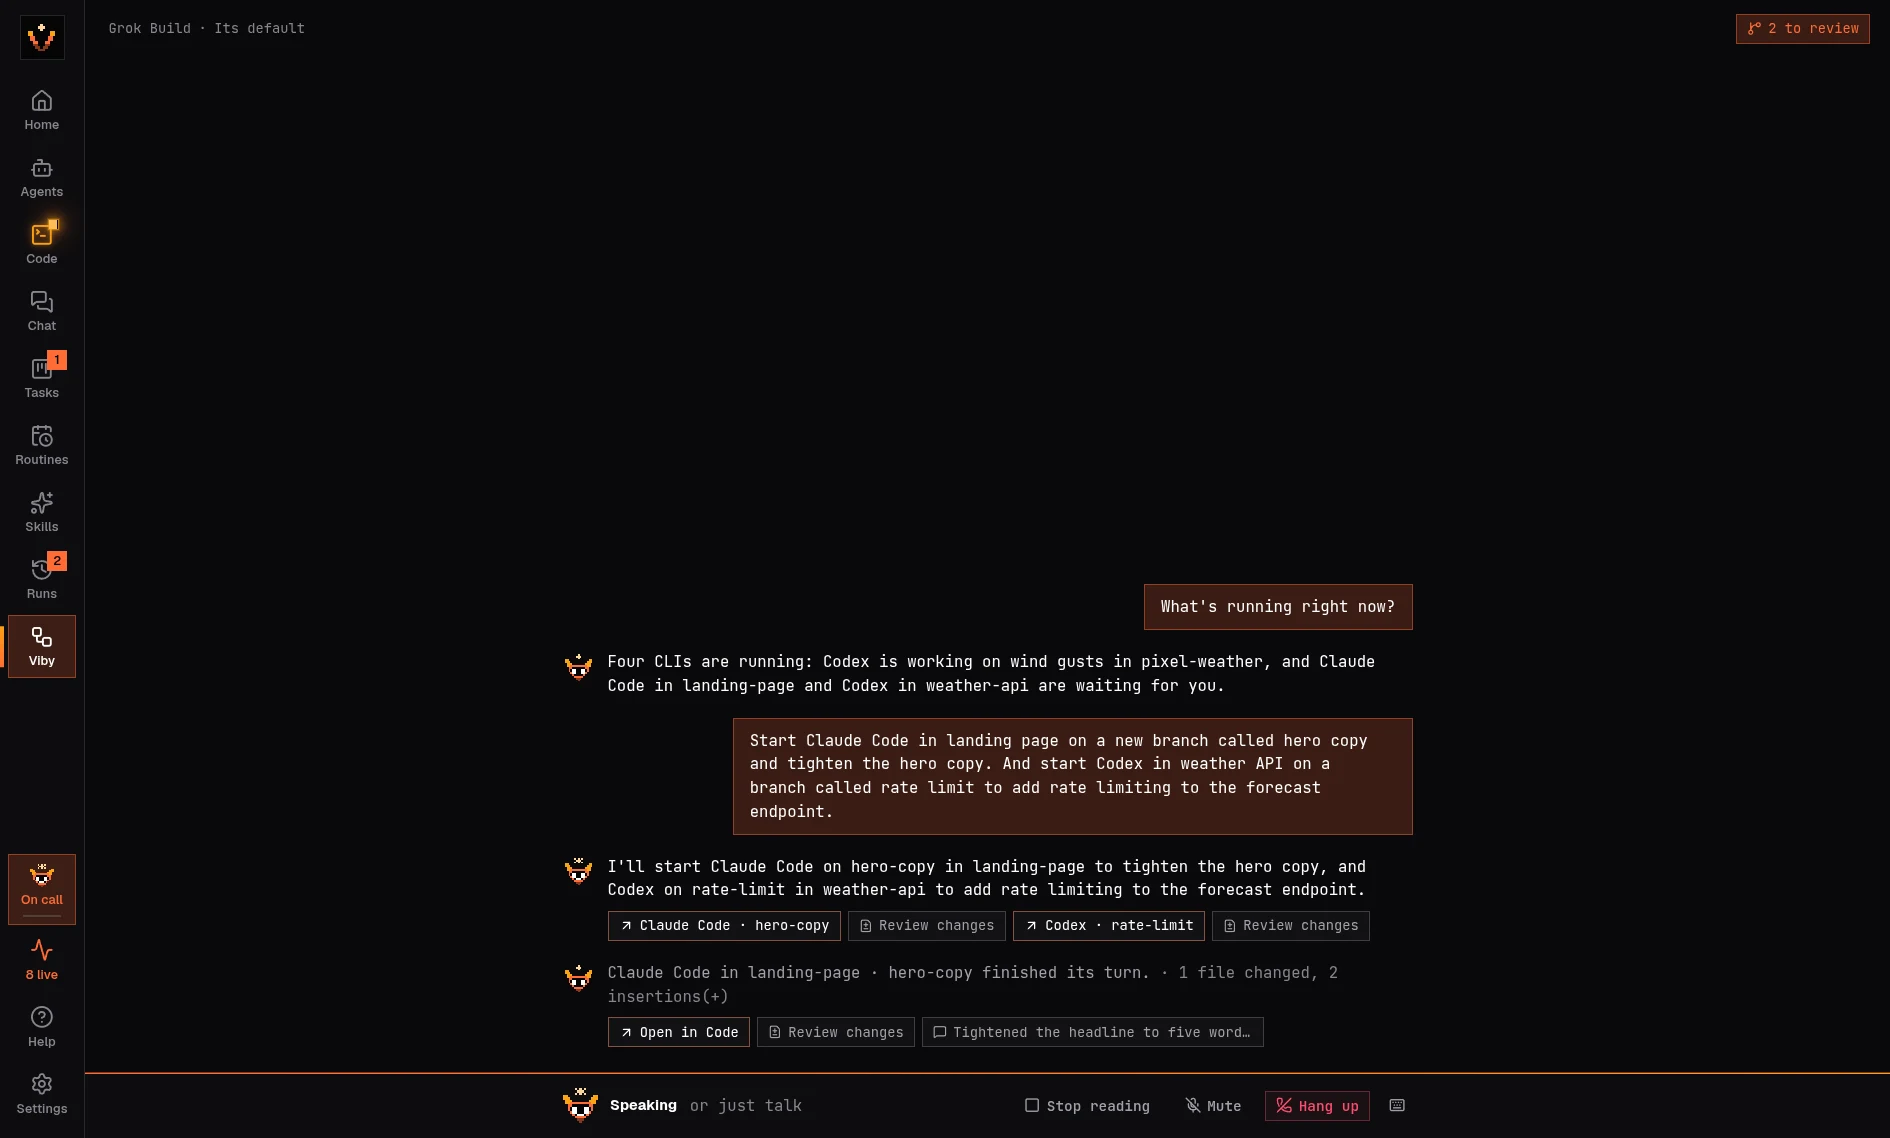 Grok Build · Its default
2 to review
Home
Agents
Code
Chat
1
Tasks
Routines
Skills
2
Runs
Viby
What's running right now?
Four CLIs are running: Codex is working on wind gusts in pixel-weather, and Claude
Code in landing-page and Codex in weather-api are waiting for you.
Start Claude Code in landing page on a new branch called hero copy
and tighten the hero copy. And start Codex in weather API on a
branch called rate limit to add rate limiting to the forecast
endpoint.
I'll start Claude Code on hero-copy in landing-page to tighten the hero copy, and
Codex on rate-limit in weather-api to add rate limiting to the forecast endpoint.
Claude Code · hero-copy
Review changes
Codex · rate-limit
Review changes
Claude Code in landing-page · hero-copy finished its turn. · 1 file changed, 2
insertions(+)
Open in Code
Review changes
Tightened the headline to five word…
On call
8 live
Help
Settings
Speaking or just talk
Stop reading
Mute
Hang up